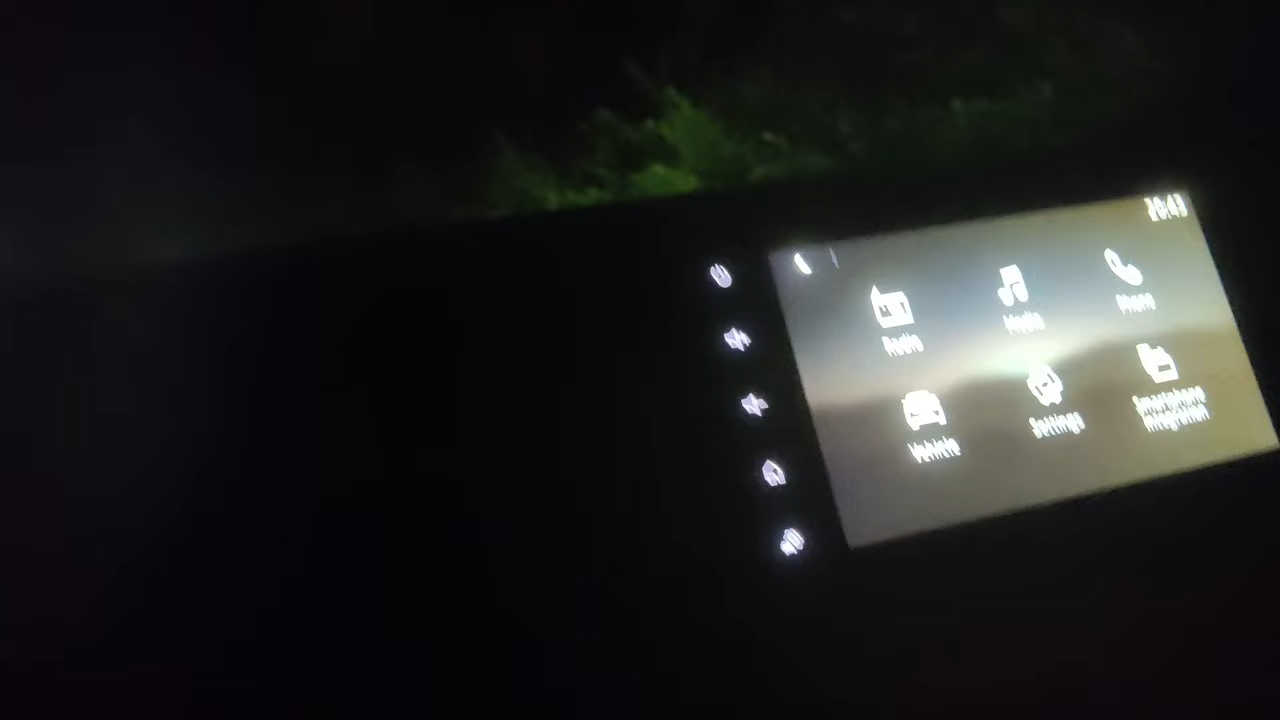 20:43
Radio
Media
Phone
Vehicle
Settings
Smartphone
integration